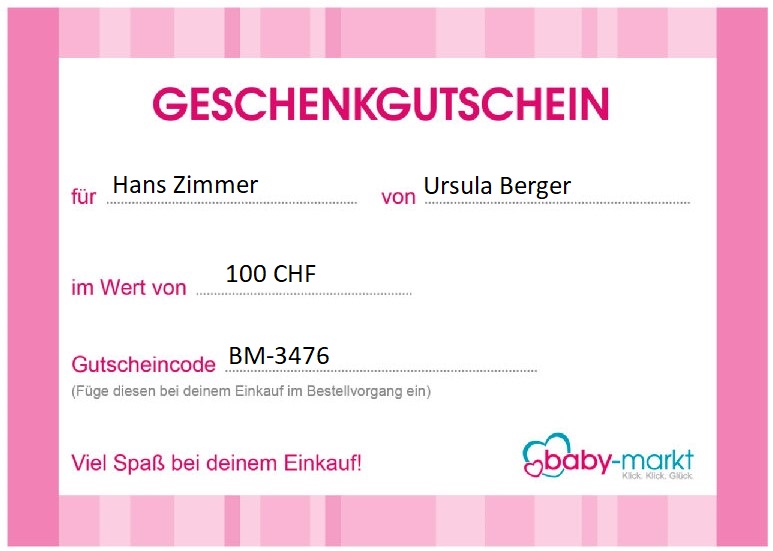 GESCHENKGUTSCHEIN
für Hans Zimmer von Ursula Berger
im Wert von 100 CHF
Gutscheincode BM-3476
(Füge diesen bei deinem Einkauf im Bestellvorgang ein)
Viel Spaß bei deinem Einkauf!
baby-markt
Klick. Klick. Glück.